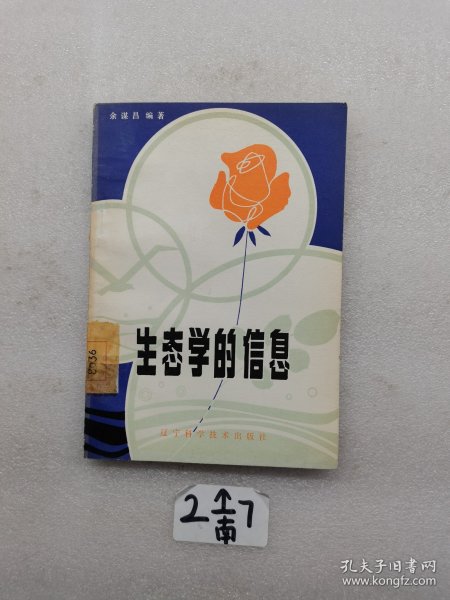 余谋昌 编著
生态学的信息
辽宁科学技术出版社
2个7
南
孔夫子旧书网
www.kongfz.com